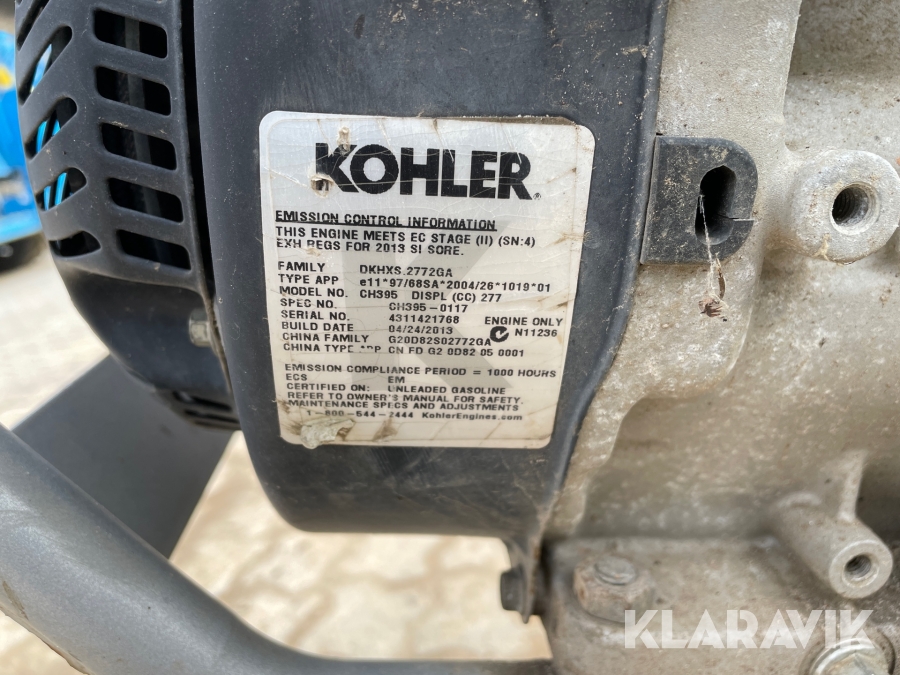 KOHLER®
EMISSION CONTROL INFORMATION
THIS ENGINE MEETS EC STAGE (II) (SN:4)
EXH REGS FOR 2013 SI SORE.
FAMILY DKHXS.2772GA
TYPE APP e11*97/68SA*2004/26*1019*01
MODEL NO. CH395 DISPL (CC) 277
SPEC NO. CH395-0117
SERIAL NO. 4311421768 ENGINE ONLY
BUILD DATE 04/24/2013 N11236
CHINA FAMILY G20D82S02772GA
CHINA TYPE APP CN FD G2 0D82 05 0001
EMISSION COMPLIANCE PERIOD = 1000 HOURS
ECS EM
CERTIFIED ON: UNLEADED GASOLINE
REFER TO OWNER'S MANUAL FOR SAFETY,
MAINTENANCE SPECS AND ADJUSTMENTS
1-800-544-2444 KohlerEngines.com
KLARAVIK